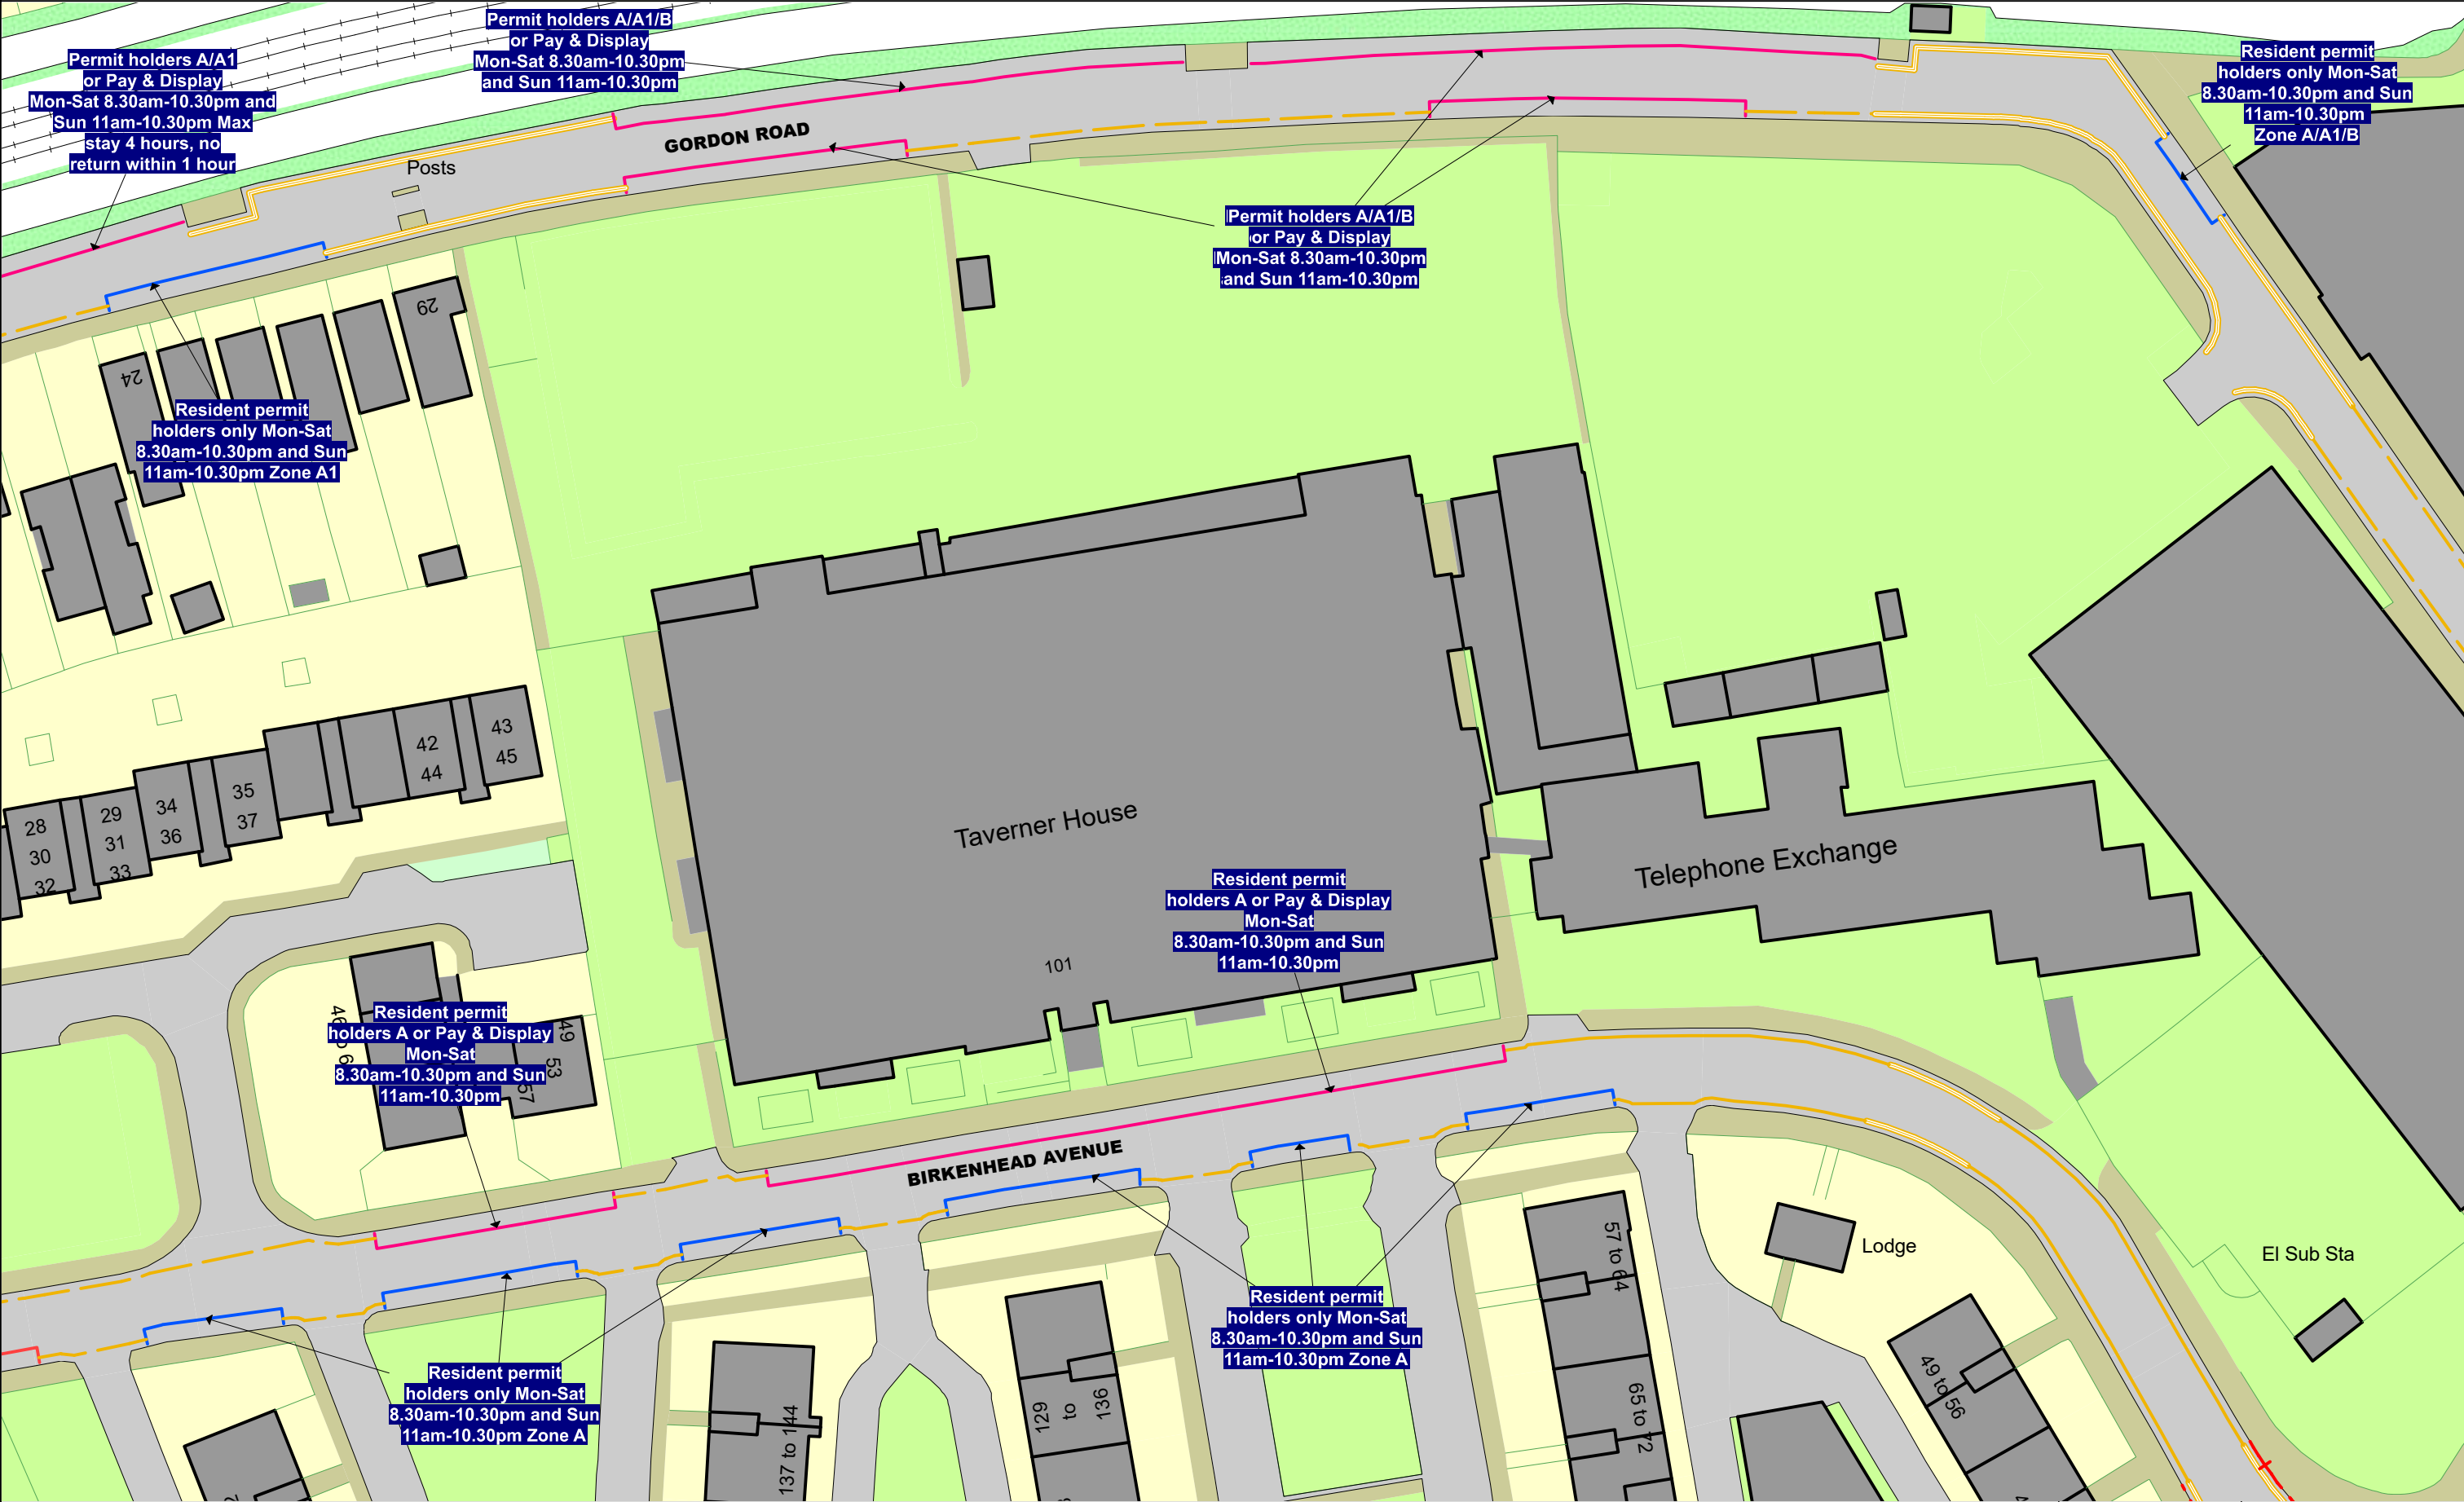 Permit holders A/A1/B
or Pay & Display
Mon-Sat 8.30am-10.30pm
and Sun 11am-10.30pm
Permit holders A/A1
or Pay & Display
Mon-Sat 8.30am-10.30pm and
Sun 11am-10.30pm Max
stay 4 hours, no
return within 1 hour
Resident permit
holders only Mon-Sat
8.30am-10.30pm and Sun
11am-10.30pm
Zone A/A1/B
GORDON ROAD
Posts
Permit holders A/A1/B
or Pay & Display
Mon-Sat 8.30am-10.30pm
and Sun 11am-10.30pm
29
24
Resident permit
holders only Mon-Sat
8.30am-10.30pm and Sun
11am-10.30pm Zone A1
43
45
42
44
35
37
34
36
29
31
33
28
30
32
Taverner House
Telephone Exchange
101
Resident permit
holders A or Pay & Display
Mon-Sat
8.30am-10.30pm and Sun
11am-10.30pm
Resident permit
holders A or Pay & Display
Mon-Sat
8.30am-10.30pm and Sun
11am-10.30pm
49
53
57
BIRKENHEAD AVENUE
57 to 64
Lodge
El Sub Sta
Resident permit
holders only Mon-Sat
8.30am-10.30pm and Sun
11am-10.30pm Zone A
Resident permit
holders only Mon-Sat
8.30am-10.30pm and Sun
11am-10.30pm Zone A
137 to 144
129
to
136
65 to 72
49 to 56